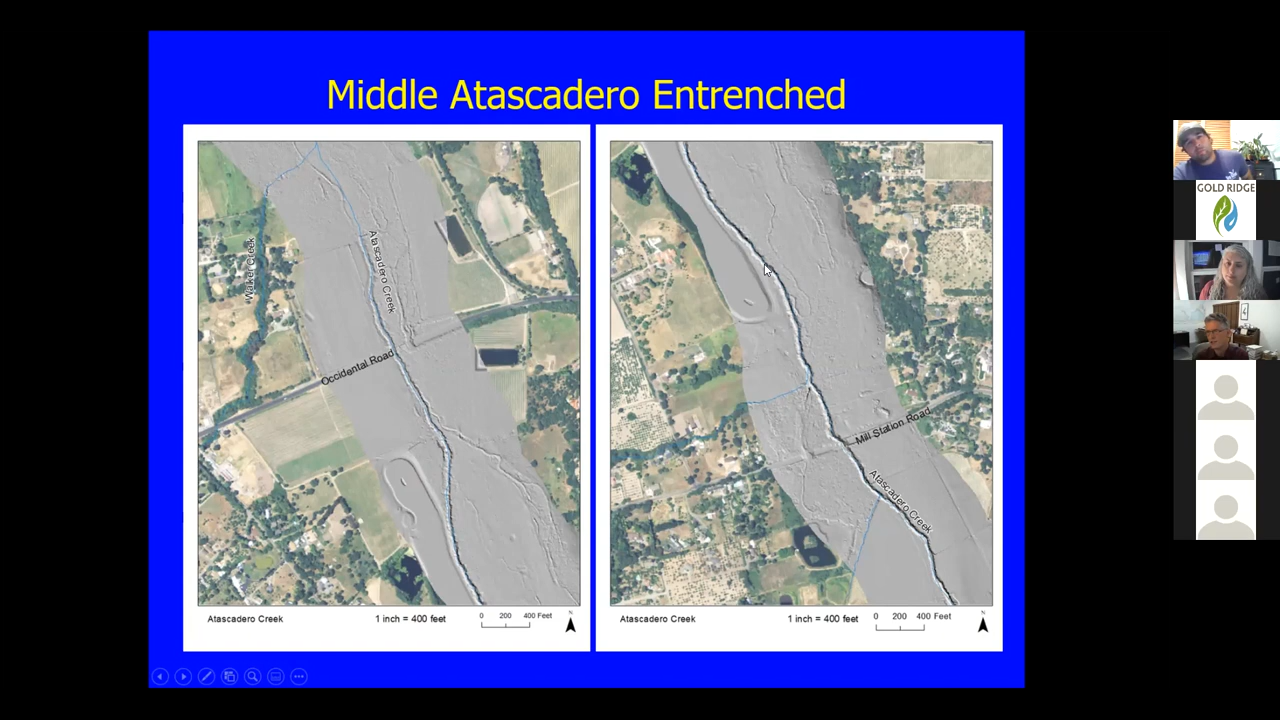 Middle Atascadero Entrenched
Walker Creek
Atascadero Creek
Occidental Road
Atascadero Creek
1 inch = 400 feet
0 200 400 Feet
N
Mill Station Road
Atascadero Creek
Atascadero Creek
1 inch = 400 feet
0 200 400 Feet
N
GOLD RIDGE